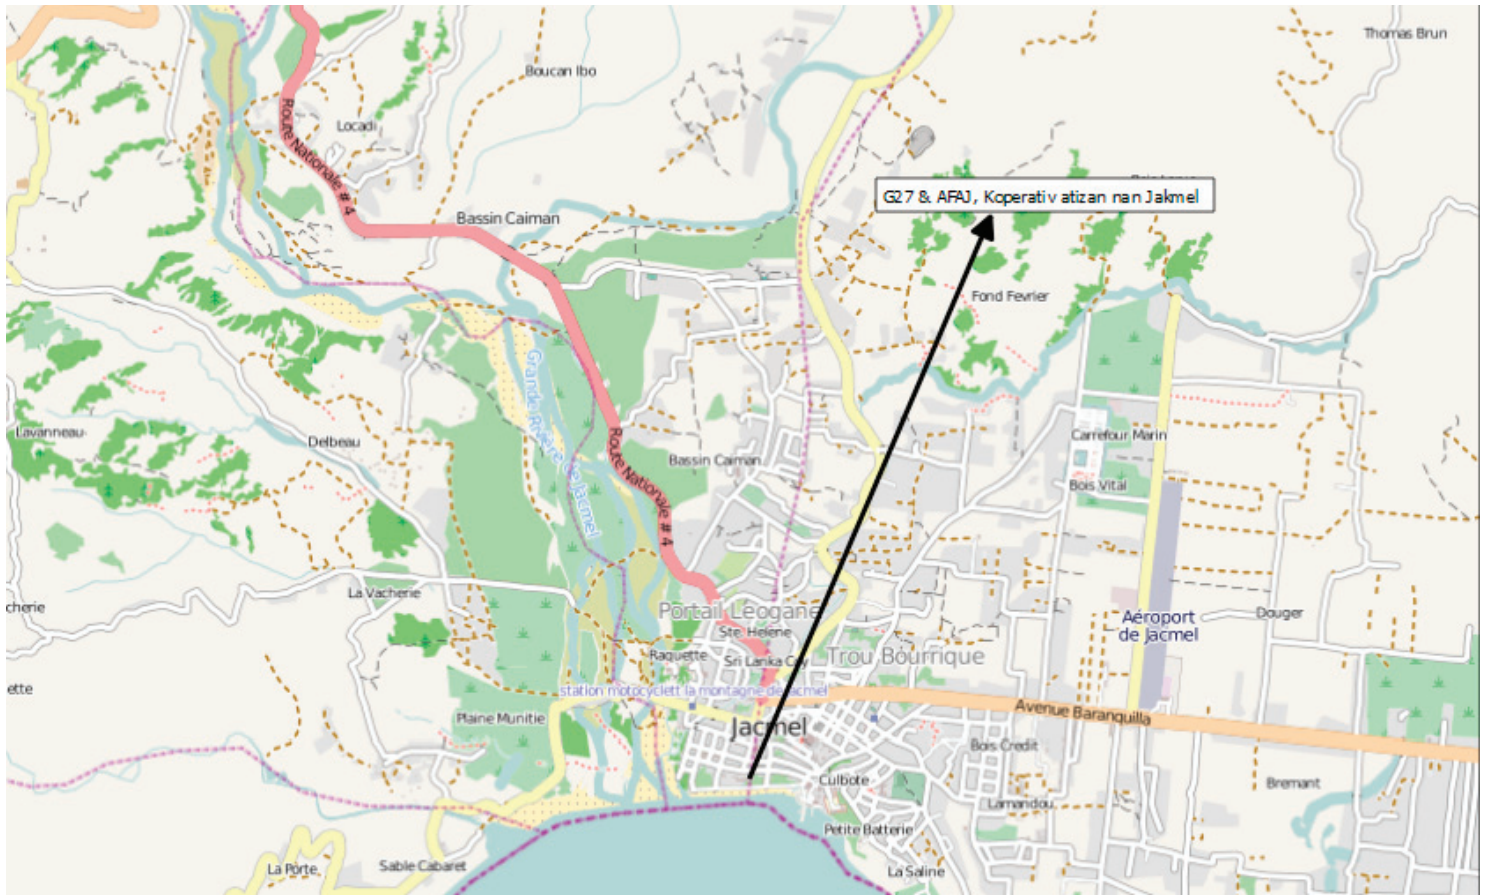 Thomas Brun
Boucan Ibo
Locadi
Route Nationale # 4
G27 & AFAJ, Koperativ atizan nan Jakmel
Bassin Caiman
Fond Fevrier
Grande Rivière de Jacmel
Lavanneau
Delbeau
Route Nationale # 4
Bassin Caiman
Carrefour Marin
Bois Vital
La Vacherie
cherie
Portail Léogane
Ste. Helene
Aéroport
de Jacmel
Douger
Raquette
Sri Lanka City
Trou Bourrique
ette
station motocyclett la montagne de jacmel
Plaine Munitie
Jacmel
Avenue Baranquilla
Bois Credit
Culbote
Bremant
Lamandou
Petite Batterie
La Porte
Sable Cabaret
La Saline